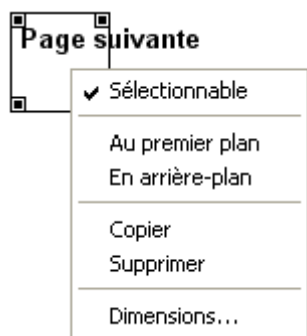 Page suivante
Sélectionnable
Au premier plan
En arrière-plan
Copier
Supprimer
Dimensions...